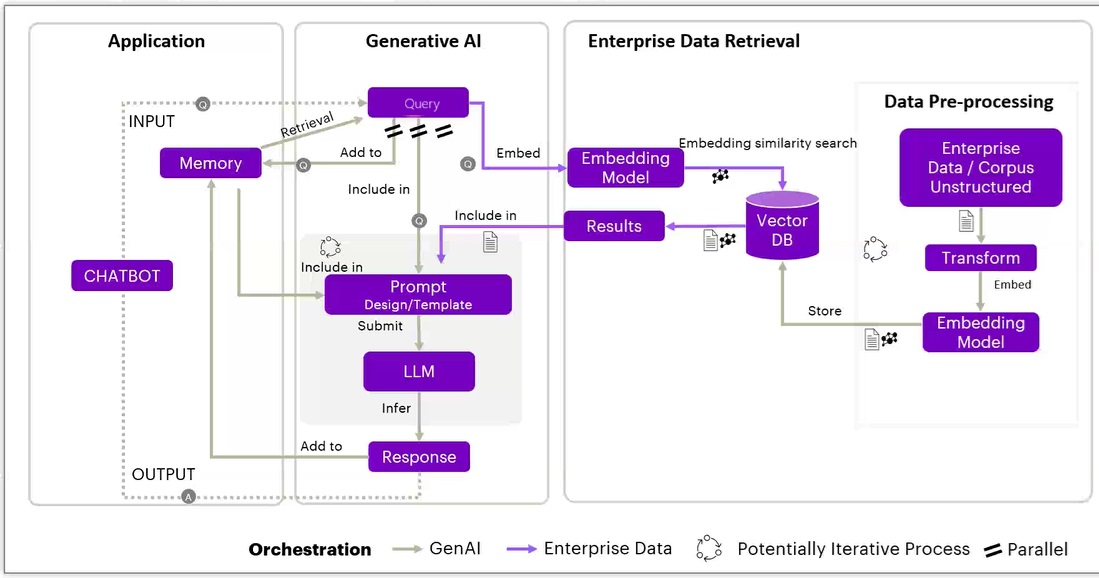 Application
Generative AI
Enterprise Data Retrieval
Data Pre-processing
Query
Q
INPUT
Retrieval
Memory
Q
Add to
Q
Embed
Embedding
Model
Embedding similarity search
Enterprise
Data / Corpus
Unstructured
Include in
Q
Include in
Results
Vector
DB
Transform
Embed
CHATBOT
Include in
Prompt
Design/Template
Submit
Store
Embedding
Model
LLM
Infer
Add to
Response
OUTPUT
A
Orchestration
GenAI
Enterprise Data
Potentially Iterative Process
Parallel